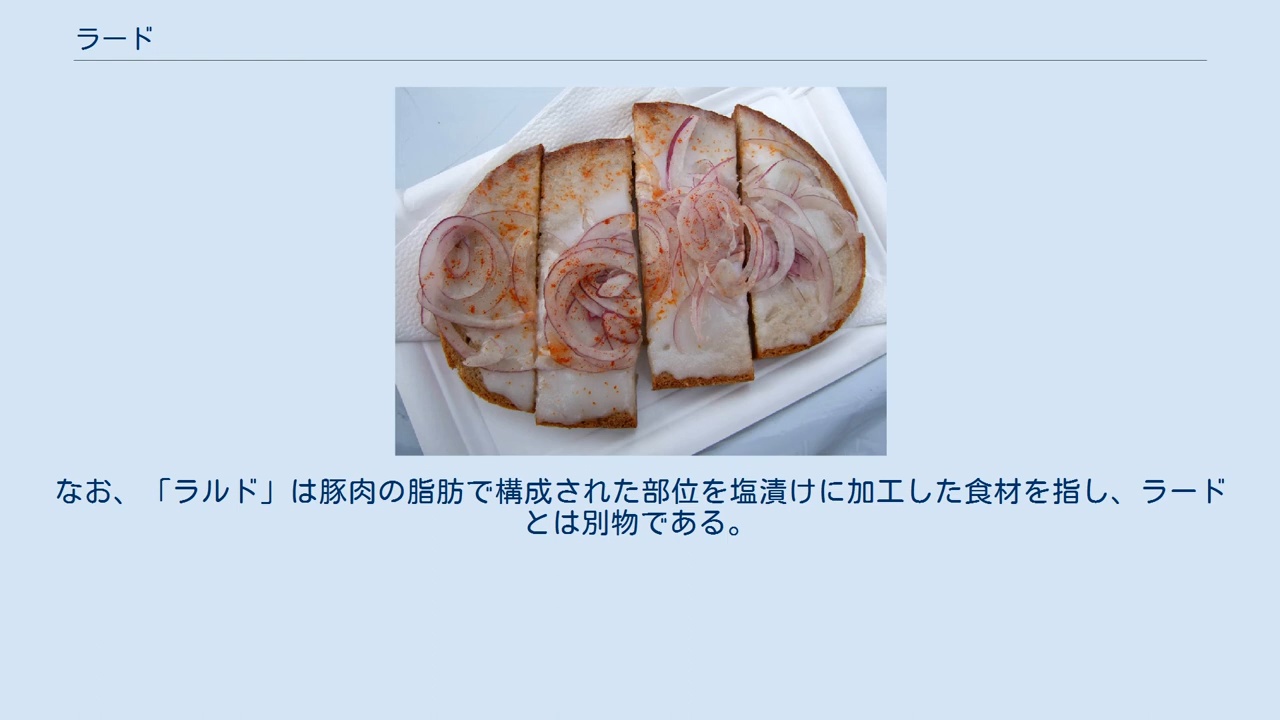 ラード
なお、「ラルド」は豚肉の脂肪で構成された部位を塩漬けに加工した食材を指し、ラード
とは別物である。